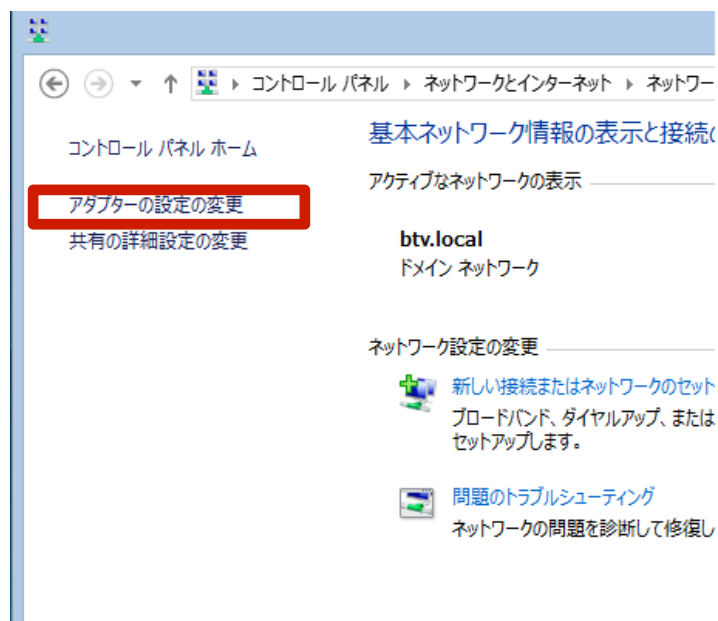 コントロール パネル ▸ ネットワークとインターネット ▸ ネットワー
コントロール パネル ホーム
アダプターの設定の変更
共有の詳細設定の変更
基本ネットワーク情報の表示と接続
アクティブなネットワークの表示
btv.local
ドメイン ネットワーク
ネットワーク設定の変更
新しい接続またはネットワークのセット
ブロードバンド、ダイヤルアップ、または
セットアップします。
問題のトラブルシューティング
ネットワークの問題を診断して修復し